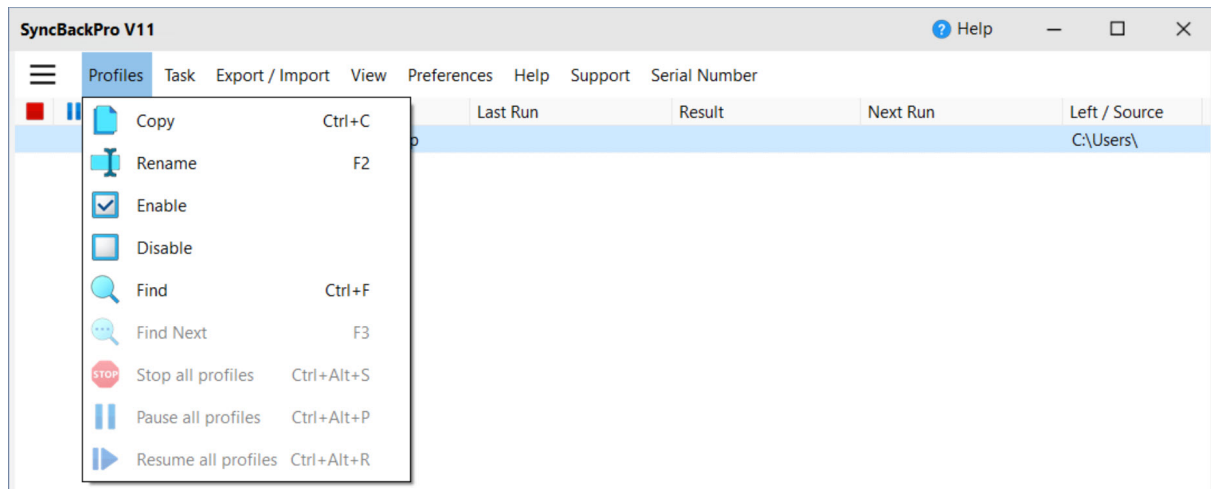 SyncBackPro V11
? Help
Profiles Task Export / Import View Preferences Help Support Serial Number
Last Run Result Next Run Left / Source
C:\Users\
Copy Ctrl+C
Rename F2
Enable
Disable
Find Ctrl+F
Find Next F3
STOP Stop all profiles Ctrl+Alt+S
Pause all profiles Ctrl+Alt+P
Resume all profiles Ctrl+Alt+R